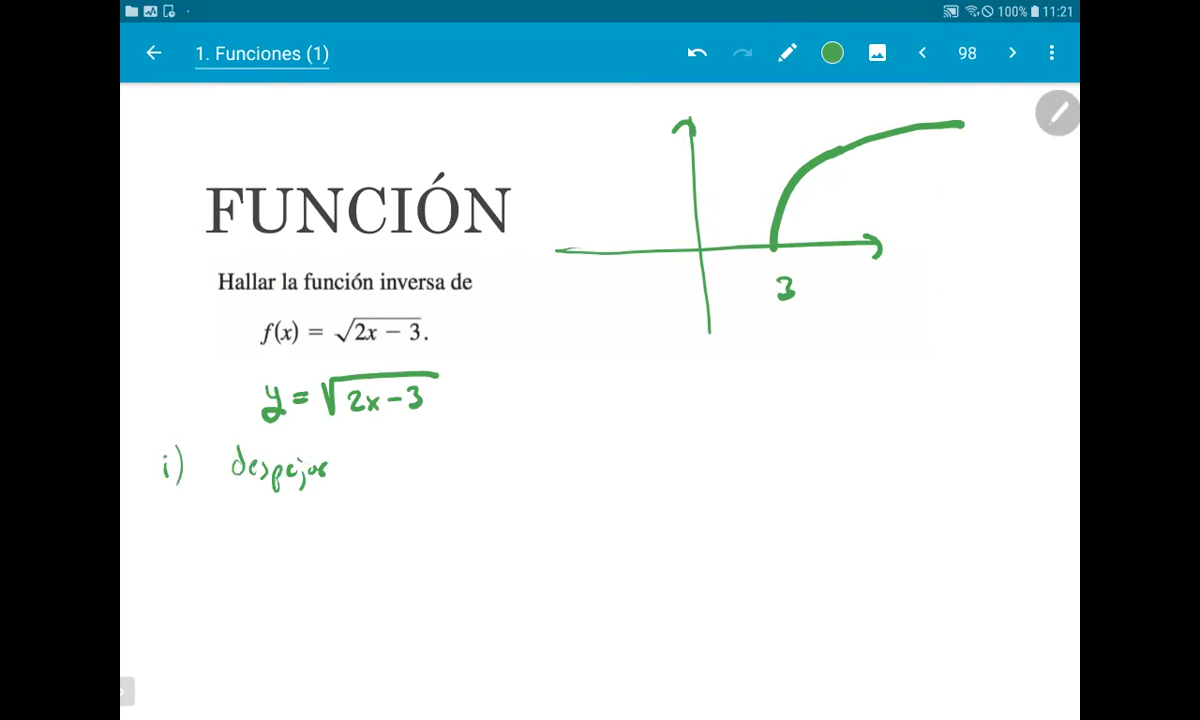 100% 11:21
1. Funciones (1)
98
FUNCIÓN
Hallar la función inversa de
f(x) = √2x − 3.
3
y = √2x − 3
i) despejar